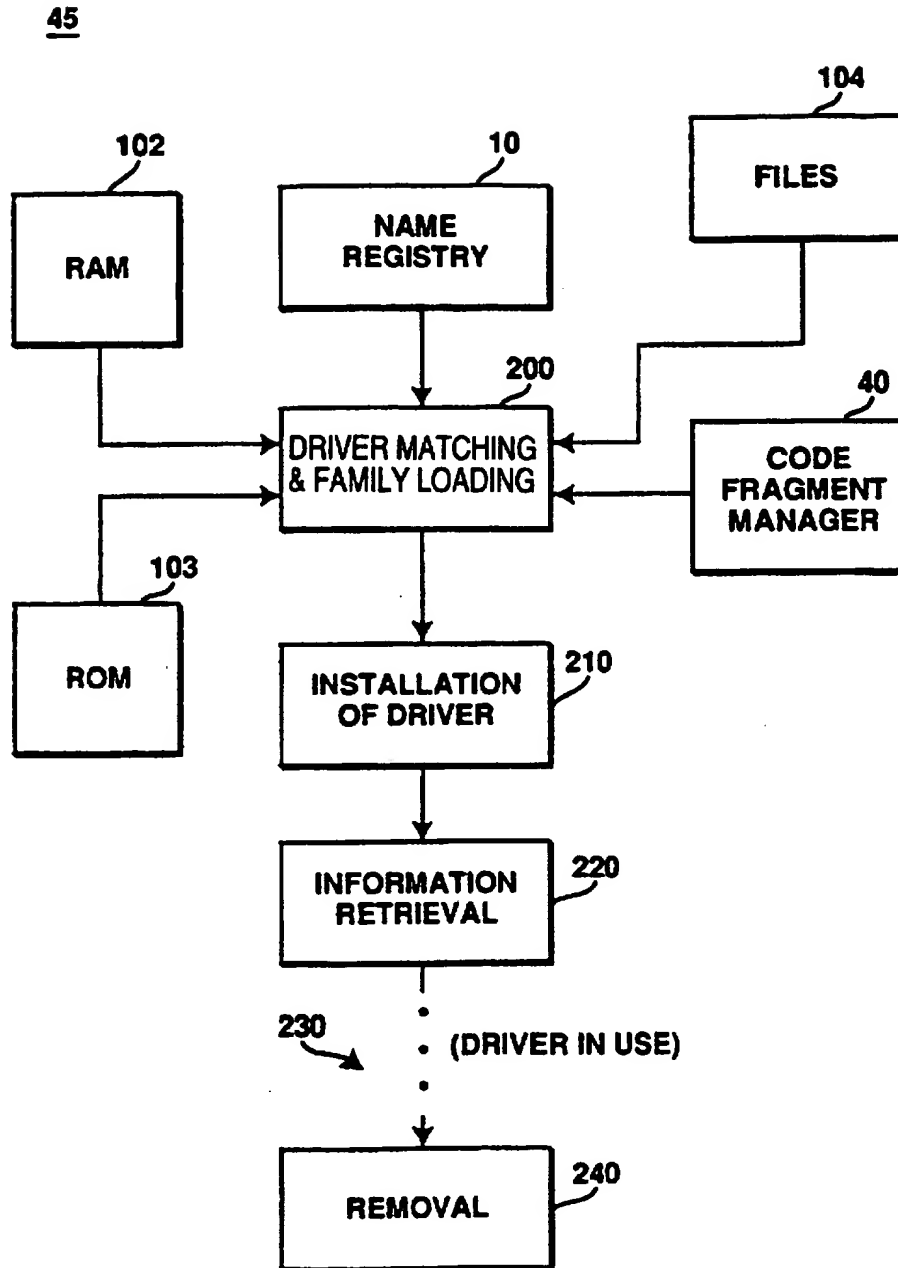 45
104
FILES
102
RAM
10
NAME
REGISTRY
200
DRIVER MATCHING
& FAMILY LOADING
40
CODE
FRAGMENT
MANAGER
103
ROM
210
INSTALLATION
OF DRIVER
220
INFORMATION
RETRIEVAL
230
(DRIVER IN USE)
240
REMOVAL